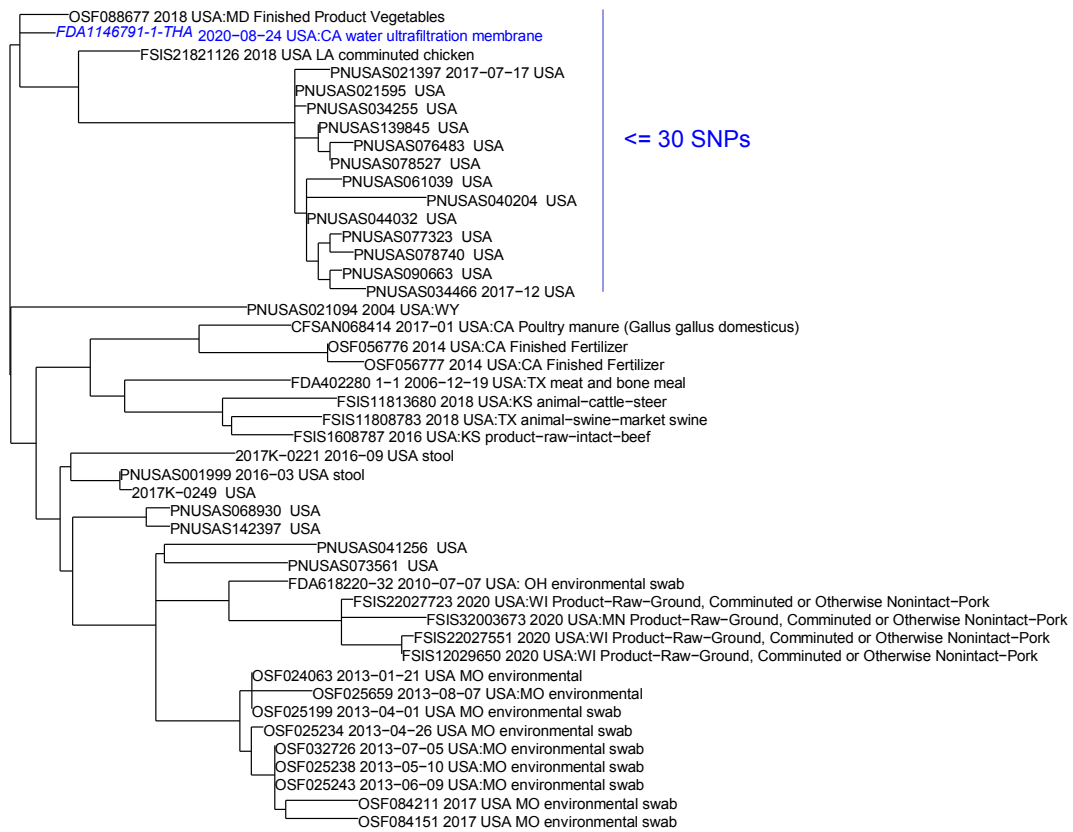 OSF088677 2018 USA:MD Finished Product Vegetables
FDA1146791-1-THA 2020-08-24 USA:CA water ultrafiltration membrane
FSIS21821126 2018 USA LA comminuted chicken
PNUSAS021397 2017-07-17 USA
PNUSAS021595 USA
PNUSAS034255 USA
PNUSAS139845 USA
<= 30 SNPs
PNUSAS076483 USA
PNUSAS078527 USA
PNUSAS061039 USA
PNUSAS040204 USA
PNUSAS044032 USA
PNUSAS077323 USA
PNUSAS078740 USA
PNUSAS090663 USA
PNUSAS034466 2017-12 USA
PNUSAS021094 2004 USA:WY
CFSAN068414 2017-01 USA:CA Poultry manure (Gallus gallus domesticus)
OSF056776 2014 USA:CA Finished Fertilizer
OSF056777 2014 USA:CA Finished Fertilizer
FDA402280 1-1 2006-12-19 USA:TX meat and bone meal
FSIS11813680 2018 USA:KS animal-cattle-steer
FSIS11808783 2018 USA:TX animal-swine-market swine
FSIS1608787 2016 USA:KS product-raw-intact-beef
2017K-0221 2016-09 USA stool
PNUSAS001999 2016-03 USA stool
2017K-0249 USA
PNUSAS068930 USA
PNUSAS142397 USA
PNUSAS041256 USA
PNUSAS073561 USA
FDA618220-32 2010-07-07 USA: OH environmental swab
FSIS22027723 2020 USA:WI Product-Raw-Ground, Comminuted or Otherwise Nonintact-Pork
FSIS32003673 2020 USA:MN Product-Raw-Ground, Comminuted or Otherwise Nonintact-Pork
FSIS22027551 2020 USA:WI Product-Raw-Ground, Comminuted or Otherwise Nonintact-Pork
FSIS12029650 2020 USA:WI Product-Raw-Ground, Comminuted or Otherwise Nonintact-Pork
OSF024063 2013-01-21 USA MO environmental
OSF025659 2013-08-07 USA:MO environmental
OSF025199 2013-04-01 USA MO environmental swab
OSF025234 2013-04-26 USA MO environmental swab
OSF032726 2013-07-05 USA:MO environmental swab
OSF025238 2013-05-10 USA:MO environmental swab
OSF025243 2013-06-09 USA:MO environmental swab
OSF084211 2017 USA MO environmental swab
OSF084151 2017 USA MO environmental swab